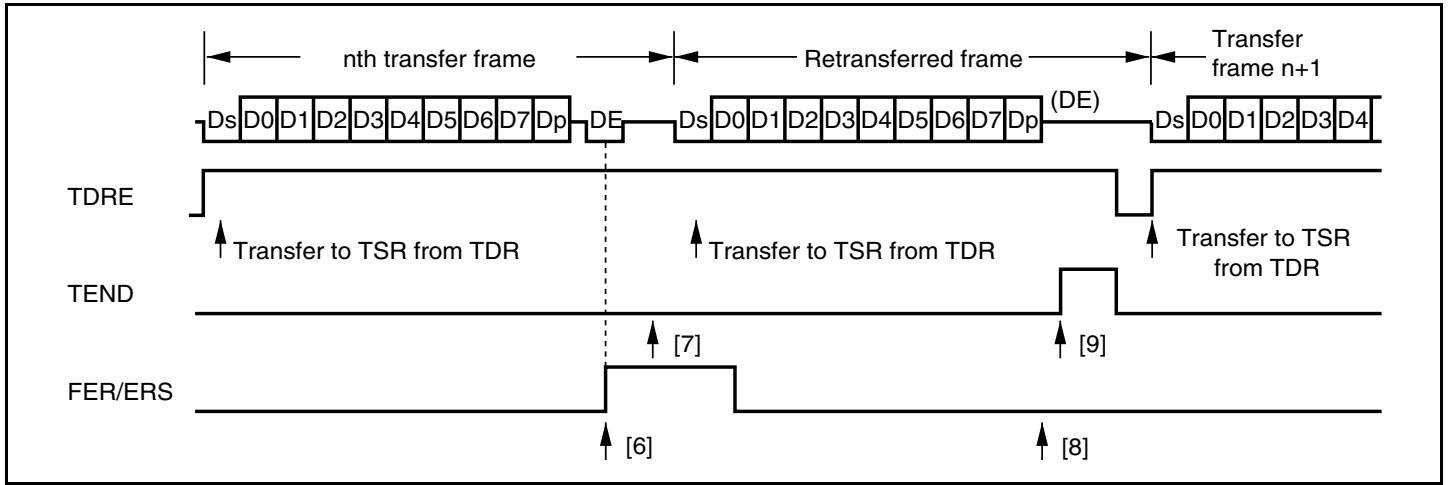 nth transfer frame
Retransferred frame
Transfer
frame n+1
Ds D0 D1 D2 D3 D4 D5 D6 D7 Dp DE
Ds D0 D1 D2 D3 D4 D5 D6 D7 Dp (DE)
Ds D0 D1 D2 D3 D4
TDRE
Transfer to TSR from TDR
Transfer to TSR from TDR
Transfer to TSR
from TDR
TEND
[7]
[9]
FER/ERS
[6]
[8]